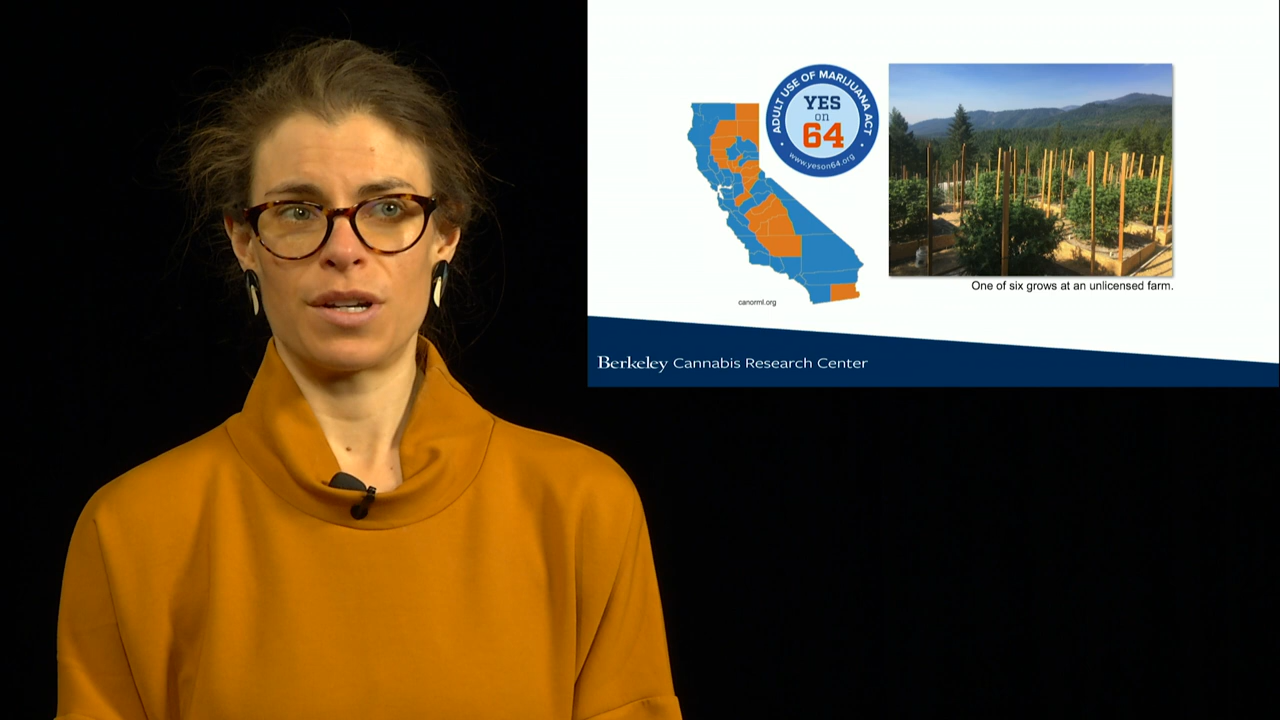 ADULT USE OF MARIJUANA ACT
YES
on
64
www.yeson64.org
canorml.org
One of six grows at an unlicensed farm.
Berkeley Cannabis Research Center